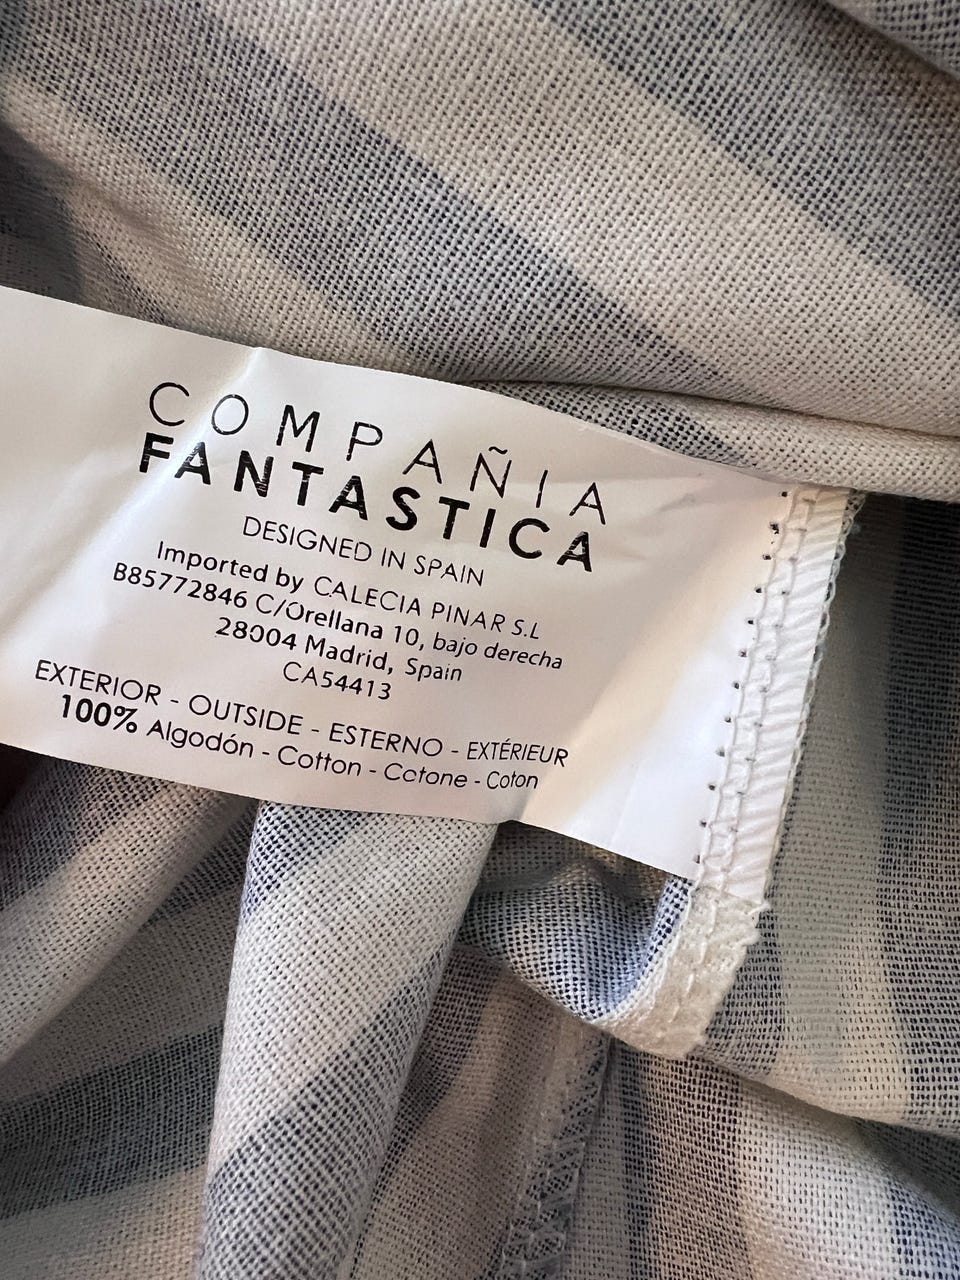 COMPAÑIA
FANTASTICA
DESIGNED IN SPAIN
Imported by CALECIA PINAR S.L
B85772846 C/Orellana 10, bajo derecha
28004 Madrid, Spain
CA54413
EXTERIOR - OUTSIDE - ESTERNO - EXTÉRIEUR
100% Algodón - Cotton - Cotone - Coton